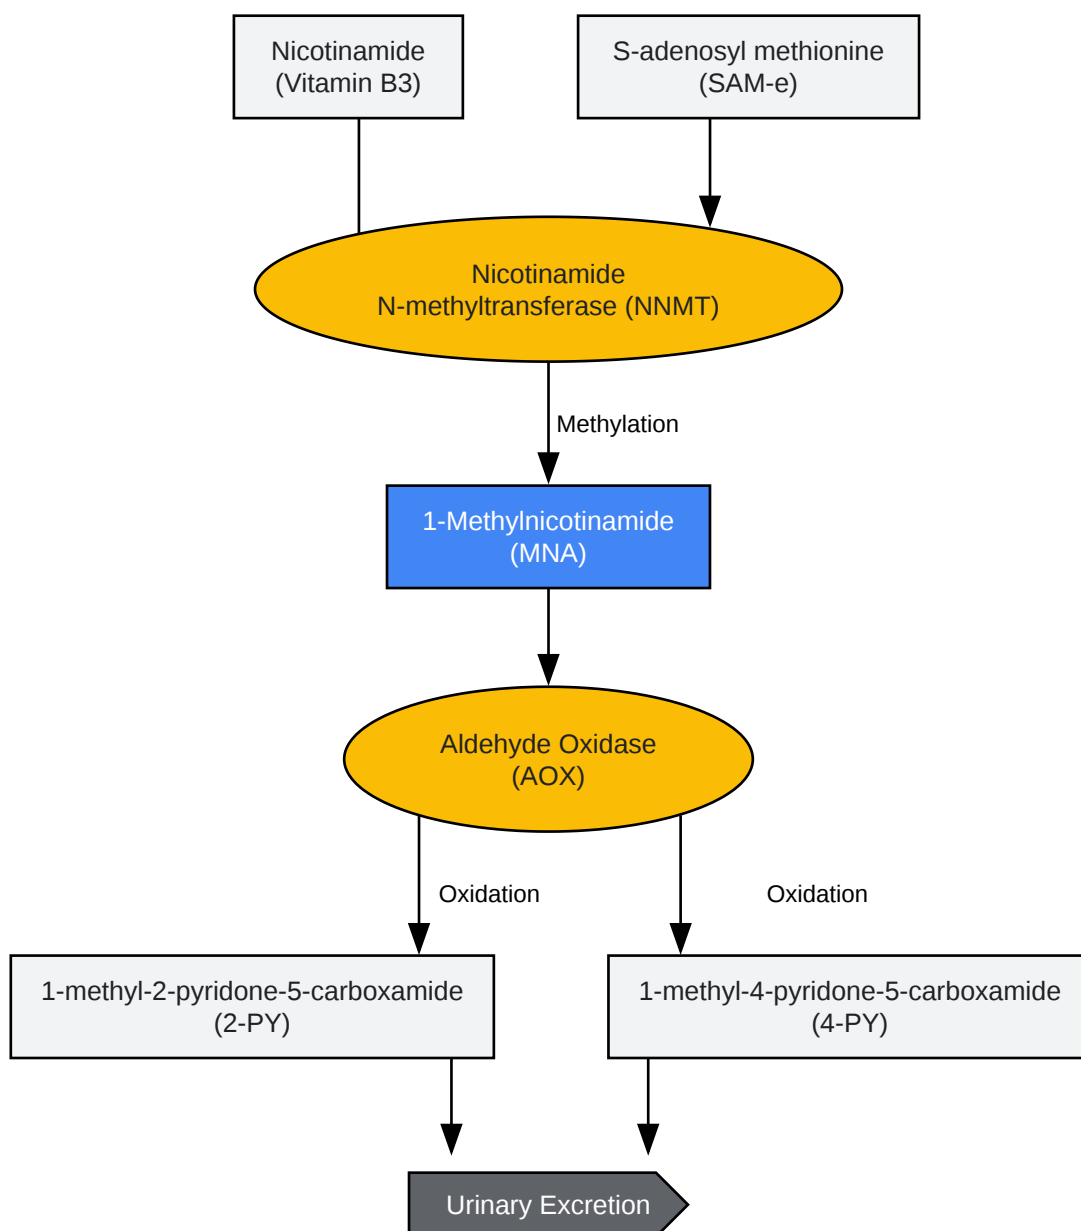 Nicotinamide
(Vitamin B3)
S-adenosyl methionine
(SAM-e)
Nicotinamide
N-methyltransferase (NNMT)
Methylation
1-Methylnicotinamide
(MNA)
Aldehyde Oxidase
(AOX)
Oxidation
Oxidation
1-methyl-2-pyridone-5-carboxamide
(2-PY)
1-methyl-4-pyridone-5-carboxamide
(4-PY)
Urinary Excretion